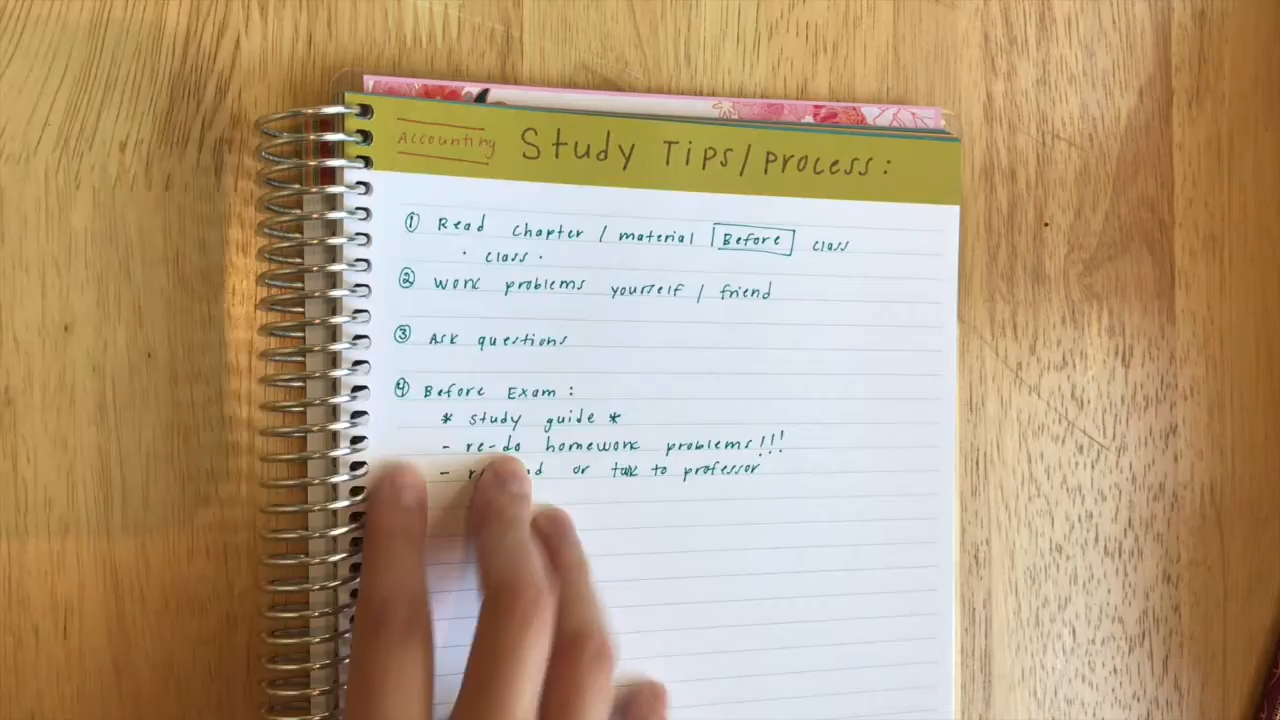 Accounting Study Tips/process:
① Read chapter / material Before class
· class ·
② work problems yourself / friend
③ Ask questions
④ Before Exam:
* study guide *
- re-do homework problems!!!
- or talk to professor